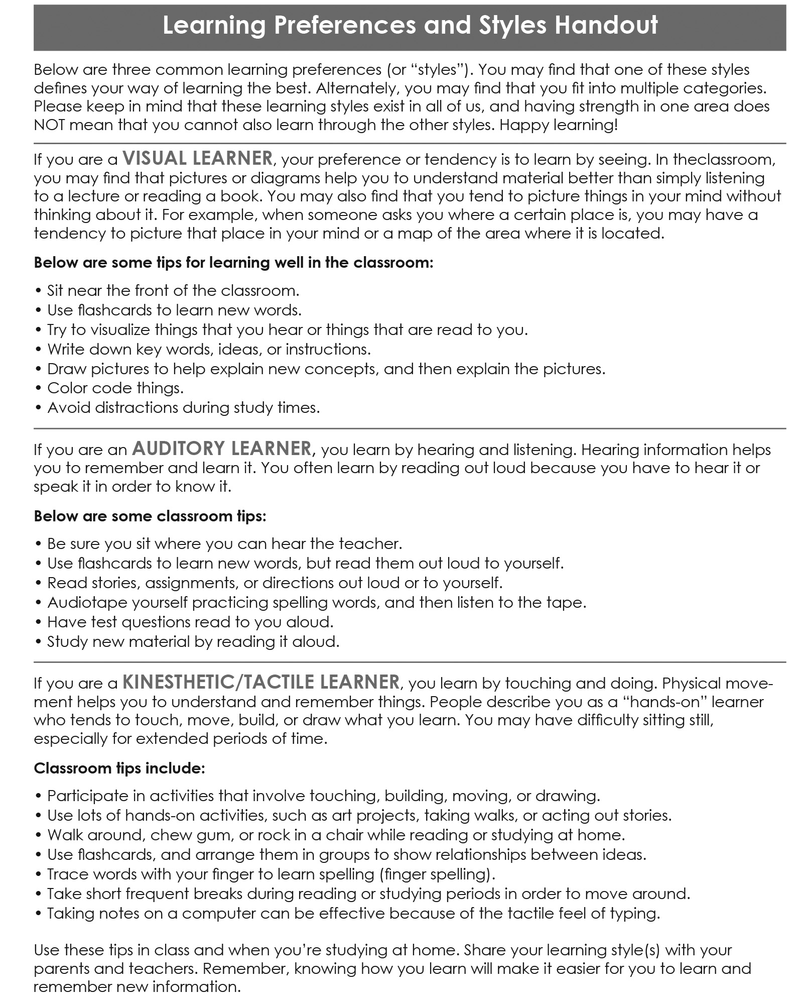 Learning Preferences and Styles Handout
Below are three common learning preferences (or “styles”). You may find that one of these styles
defines your way of learning the best. Alternately, you may find that you fit into multiple categories.
Please keep in mind that these learning styles exist in all of us, and having strength in one area does
NOT mean that you cannot also learn through the other styles. Happy learning!
If you are a VISUAL LEARNER, your preference or tendency is to learn by seeing. In theclassroom,
you may find that pictures or diagrams help you to understand material better than simply listening
to a lecture or reading a book. You may also find that you tend to picture things in your mind without
thinking about it. For example, when someone asks you where a certain place is, you may have a
tendency to picture that place in your mind or a map of the area where it is located.
Below are some tips for learning well in the classroom:
• Sit near the front of the classroom.
• Use flashcards to learn new words.
• Try to visualize things that you hear or things that are read to you.
• Write down key words, ideas, or instructions.
• Draw pictures to help explain new concepts, and then explain the pictures.
• Color code things.
• Avoid distractions during study times.
If you are an AUDITORY LEARNER, you learn by hearing and listening. Hearing information helps
you to remember and learn it. You often learn by reading out loud because you have to hear it or
speak it in order to know it.
Below are some classroom tips:
• Be sure you sit where you can hear the teacher.
• Use flashcards to learn new words, but read them out loud to yourself.
• Read stories, assignments, or directions out loud or to yourself.
• Audiotape yourself practicing spelling words, and then listen to the tape.
• Have test questions read to you aloud.
• Study new material by reading it aloud.
If you are a KINESTHETIC/TACTILE LEARNER, you learn by touching and doing. Physical move-
ment helps you to understand and remember things. People describe you as a “hands-on” learner
who tends to touch, move, build, or draw what you learn. You may have difficulty sitting still,
especially for extended periods of time.
Classroom tips include:
• Participate in activities that involve touching, building, moving, or drawing.
• Use lots of hands-on activities, such as art projects, taking walks, or acting out stories.
• Walk around, chew gum, or rock in a chair while reading or studying at home.
• Use flashcards, and arrange them in groups to show relationships between ideas.
• Trace words with your finger to learn spelling (finger spelling).
• Take short frequent breaks during reading or studying periods in order to move around.
• Taking notes on a computer can be effective because of the tactile feel of typing.
Use these tips in class and when you’re studying at home. Share your learning style(s) with your
parents and teachers. Remember, knowing how you learn will make it easier for you to learn and
remember new information.